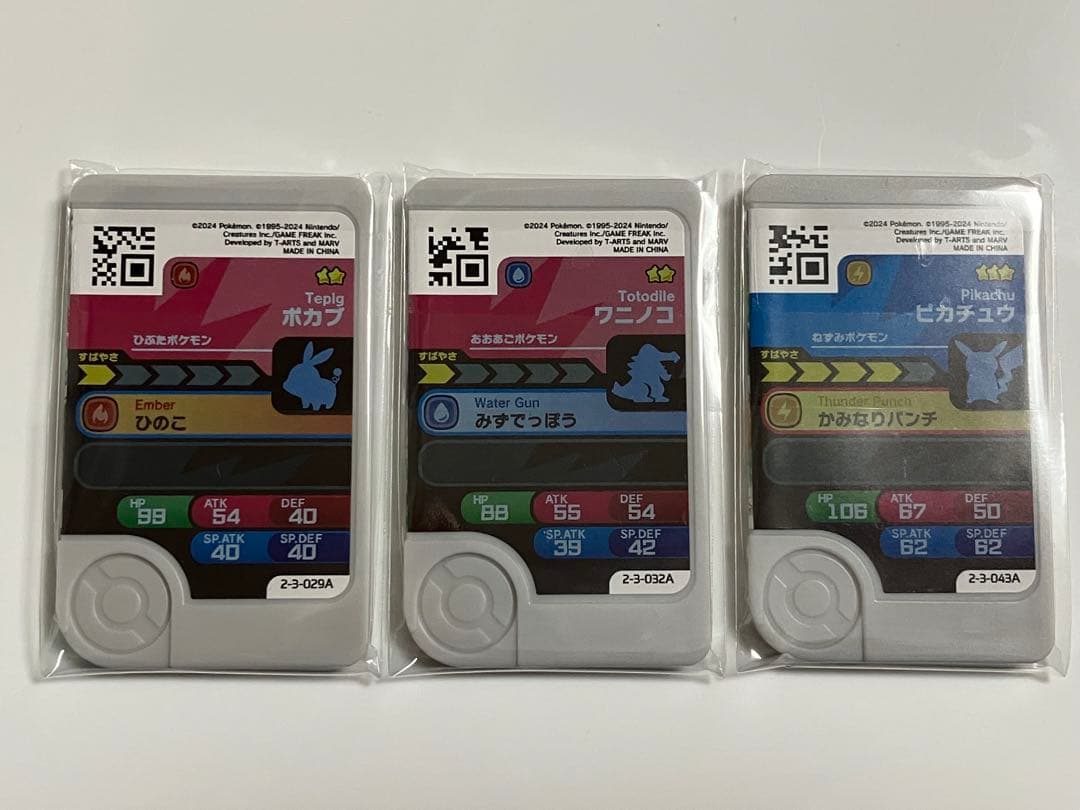 ©2024 Pokémon. ©1995-2024 Nintendo/
Creatures Inc./GAME FREAK Inc.
Developed by T-ARTS and MARV
MADE IN CHINA
Tepig
ポカブ
ひぶたポケモン
すばやさ
Ember
ひのこ
HP
98
ATK
54
DEF
40
SP.ATK
40
SP.DEF
40
2-3-029A
©2024 Pokémon. ©1995-2024 Nintendo/
Creatures Inc./GAME FREAK Inc.
Developed by T-ARTS and MARV
MADE IN CHINA
Totodile
ワニノコ
おおあごポケモン
すばやさ
Water Gun
みずでっぽう
HP
88
ATK
55
DEF
54
SP.ATK
39
SP.DEF
42
2-3-032A
©2024 Pokémon. ©1995-2024 Nintendo/
Creatures Inc./GAME FREAK Inc.
Developed by T-ARTS and MARV
MADE IN CHINA
Pikachu
ピカチュウ
ねずみポケモン
すばやさ
Thunder Punch
かみなりパンチ
HP
106
ATK
67
DEF
50
SP.ATK
62
SP.DEF
62
2-3-043A